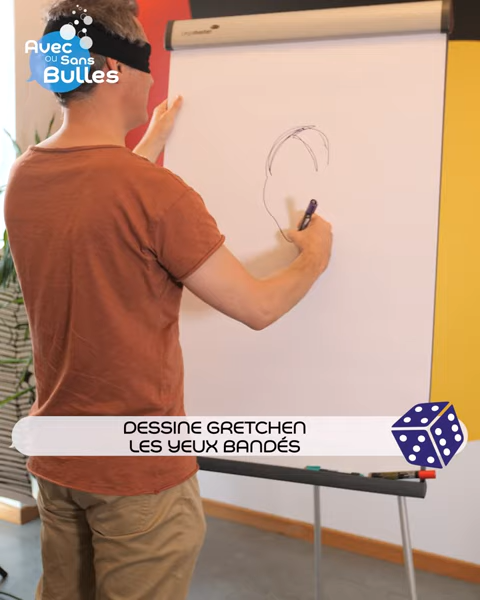 Avec
ou Sans
Bulles
DESSINE GRETCHEN
LES YEUX BANDÉS